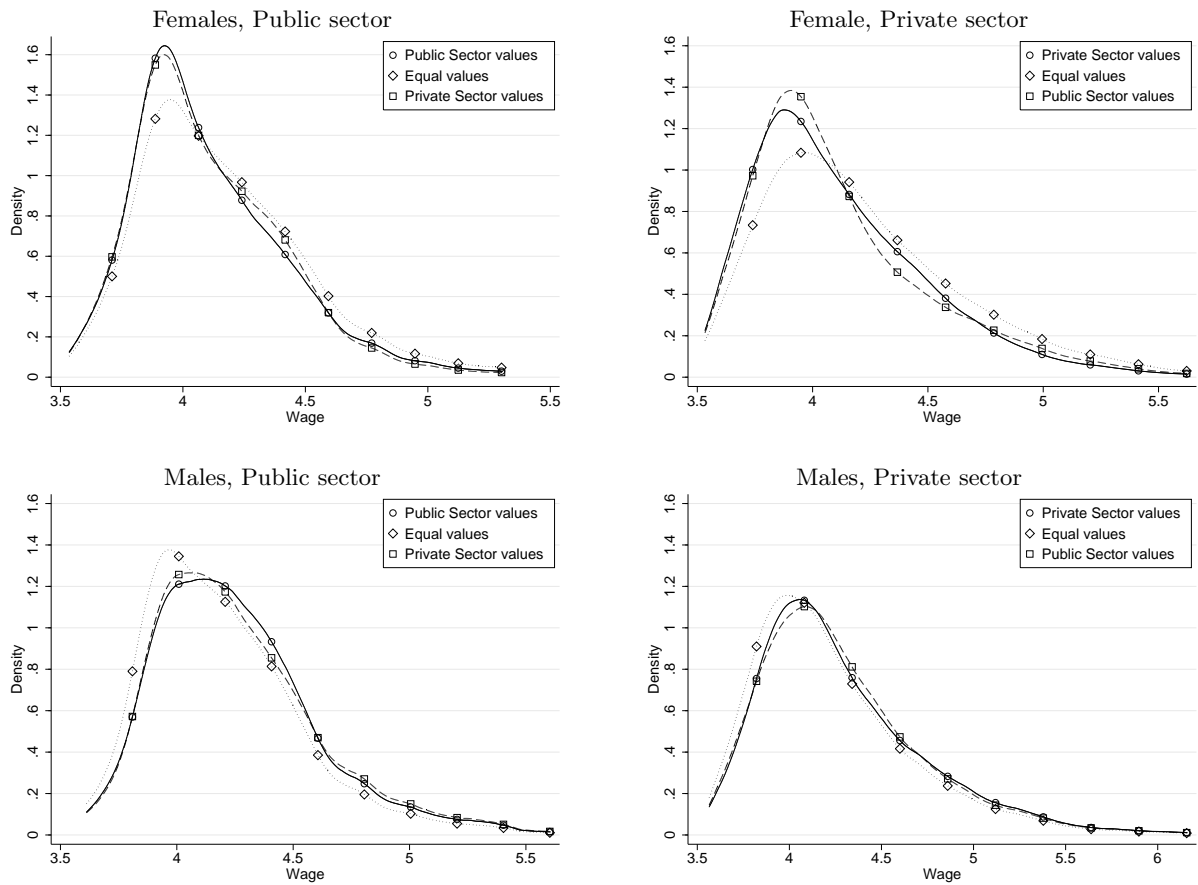 Females, Public sector
Public Sector values
Equal values
Private Sector values
Density
0 .2 .4 .6 .8 1 1.2 1.4 1.6
3.5 4 4.5 5 5.5
Wage
Female, Private sector
Private Sector values
Equal values
Public Sector values
Density
0 .2 .4 .6 .8 1 1.2 1.4 1.6
3.5 4 4.5 5 5.5
Wage
Males, Public sector
Public Sector values
Equal values
Private Sector values
Density
0 .2 .4 .6 .8 1 1.2 1.4 1.6
3.5 4 4.5 5 5.5
Wage
Males, Private sector
Private Sector values
Equal values
Public Sector values
Density
0 .2 .4 .6 .8 1 1.2 1.4 1.6
3.5 4 4.5 5 5.5 6
Wage